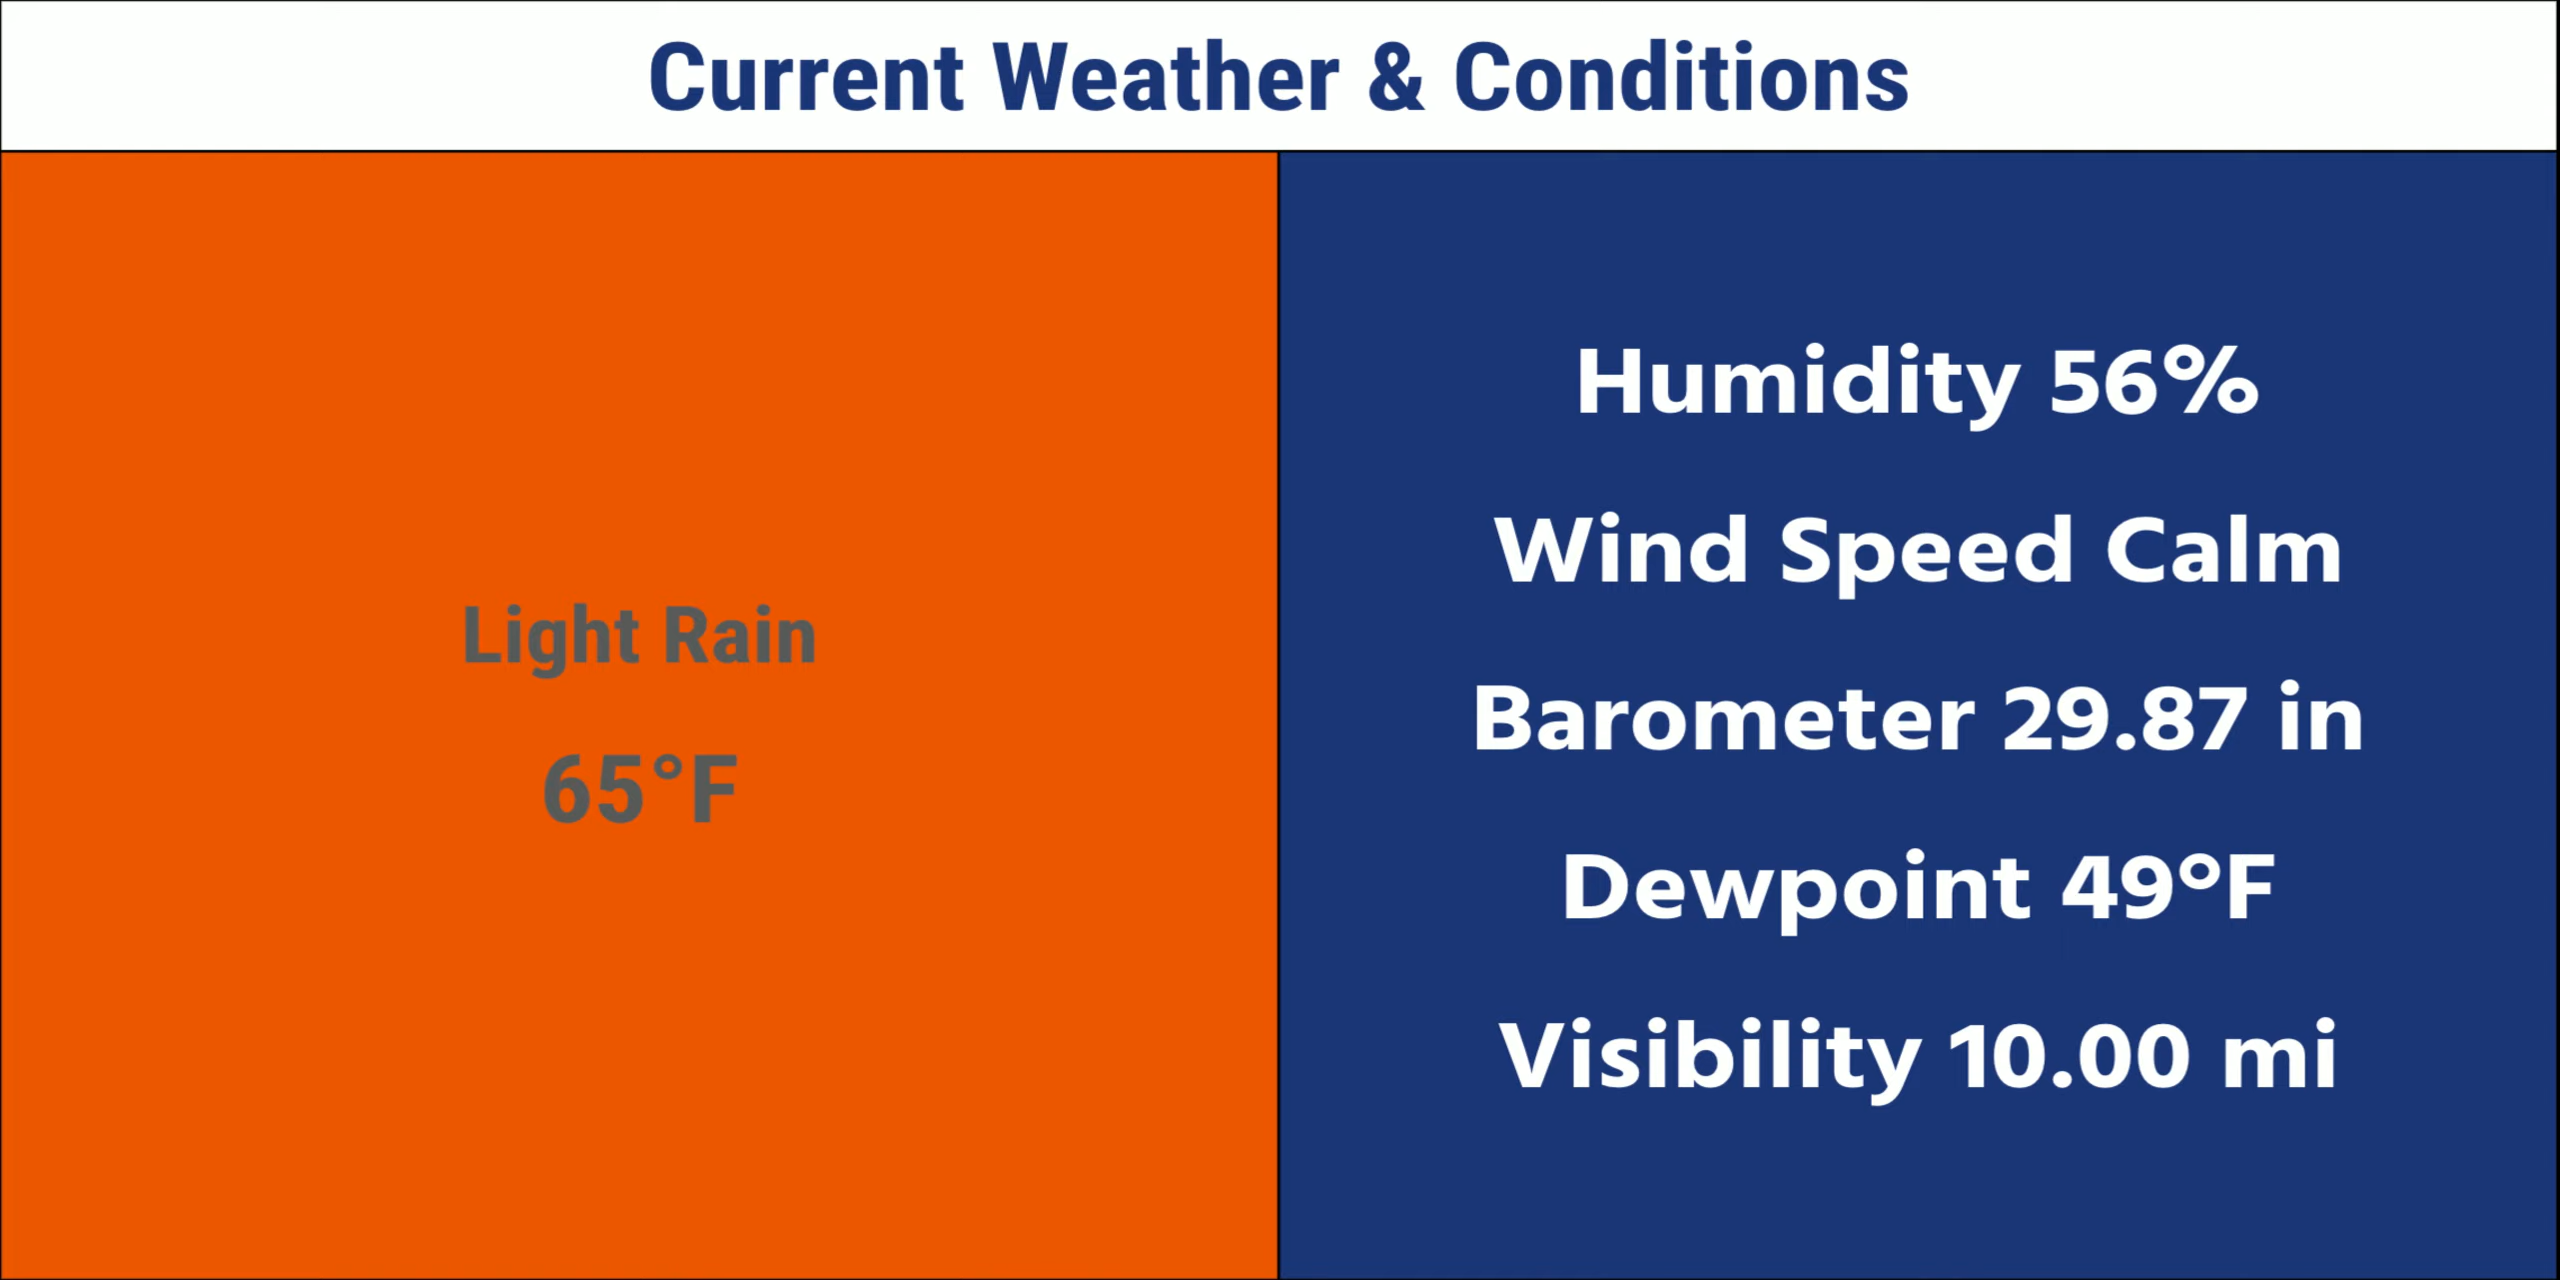 Current Weather & Conditions
Light Rain
65°F
Humidity 56%
Wind Speed Calm
Barometer 29.87 in
Dewpoint 49°F
Visibility 10.00 mi